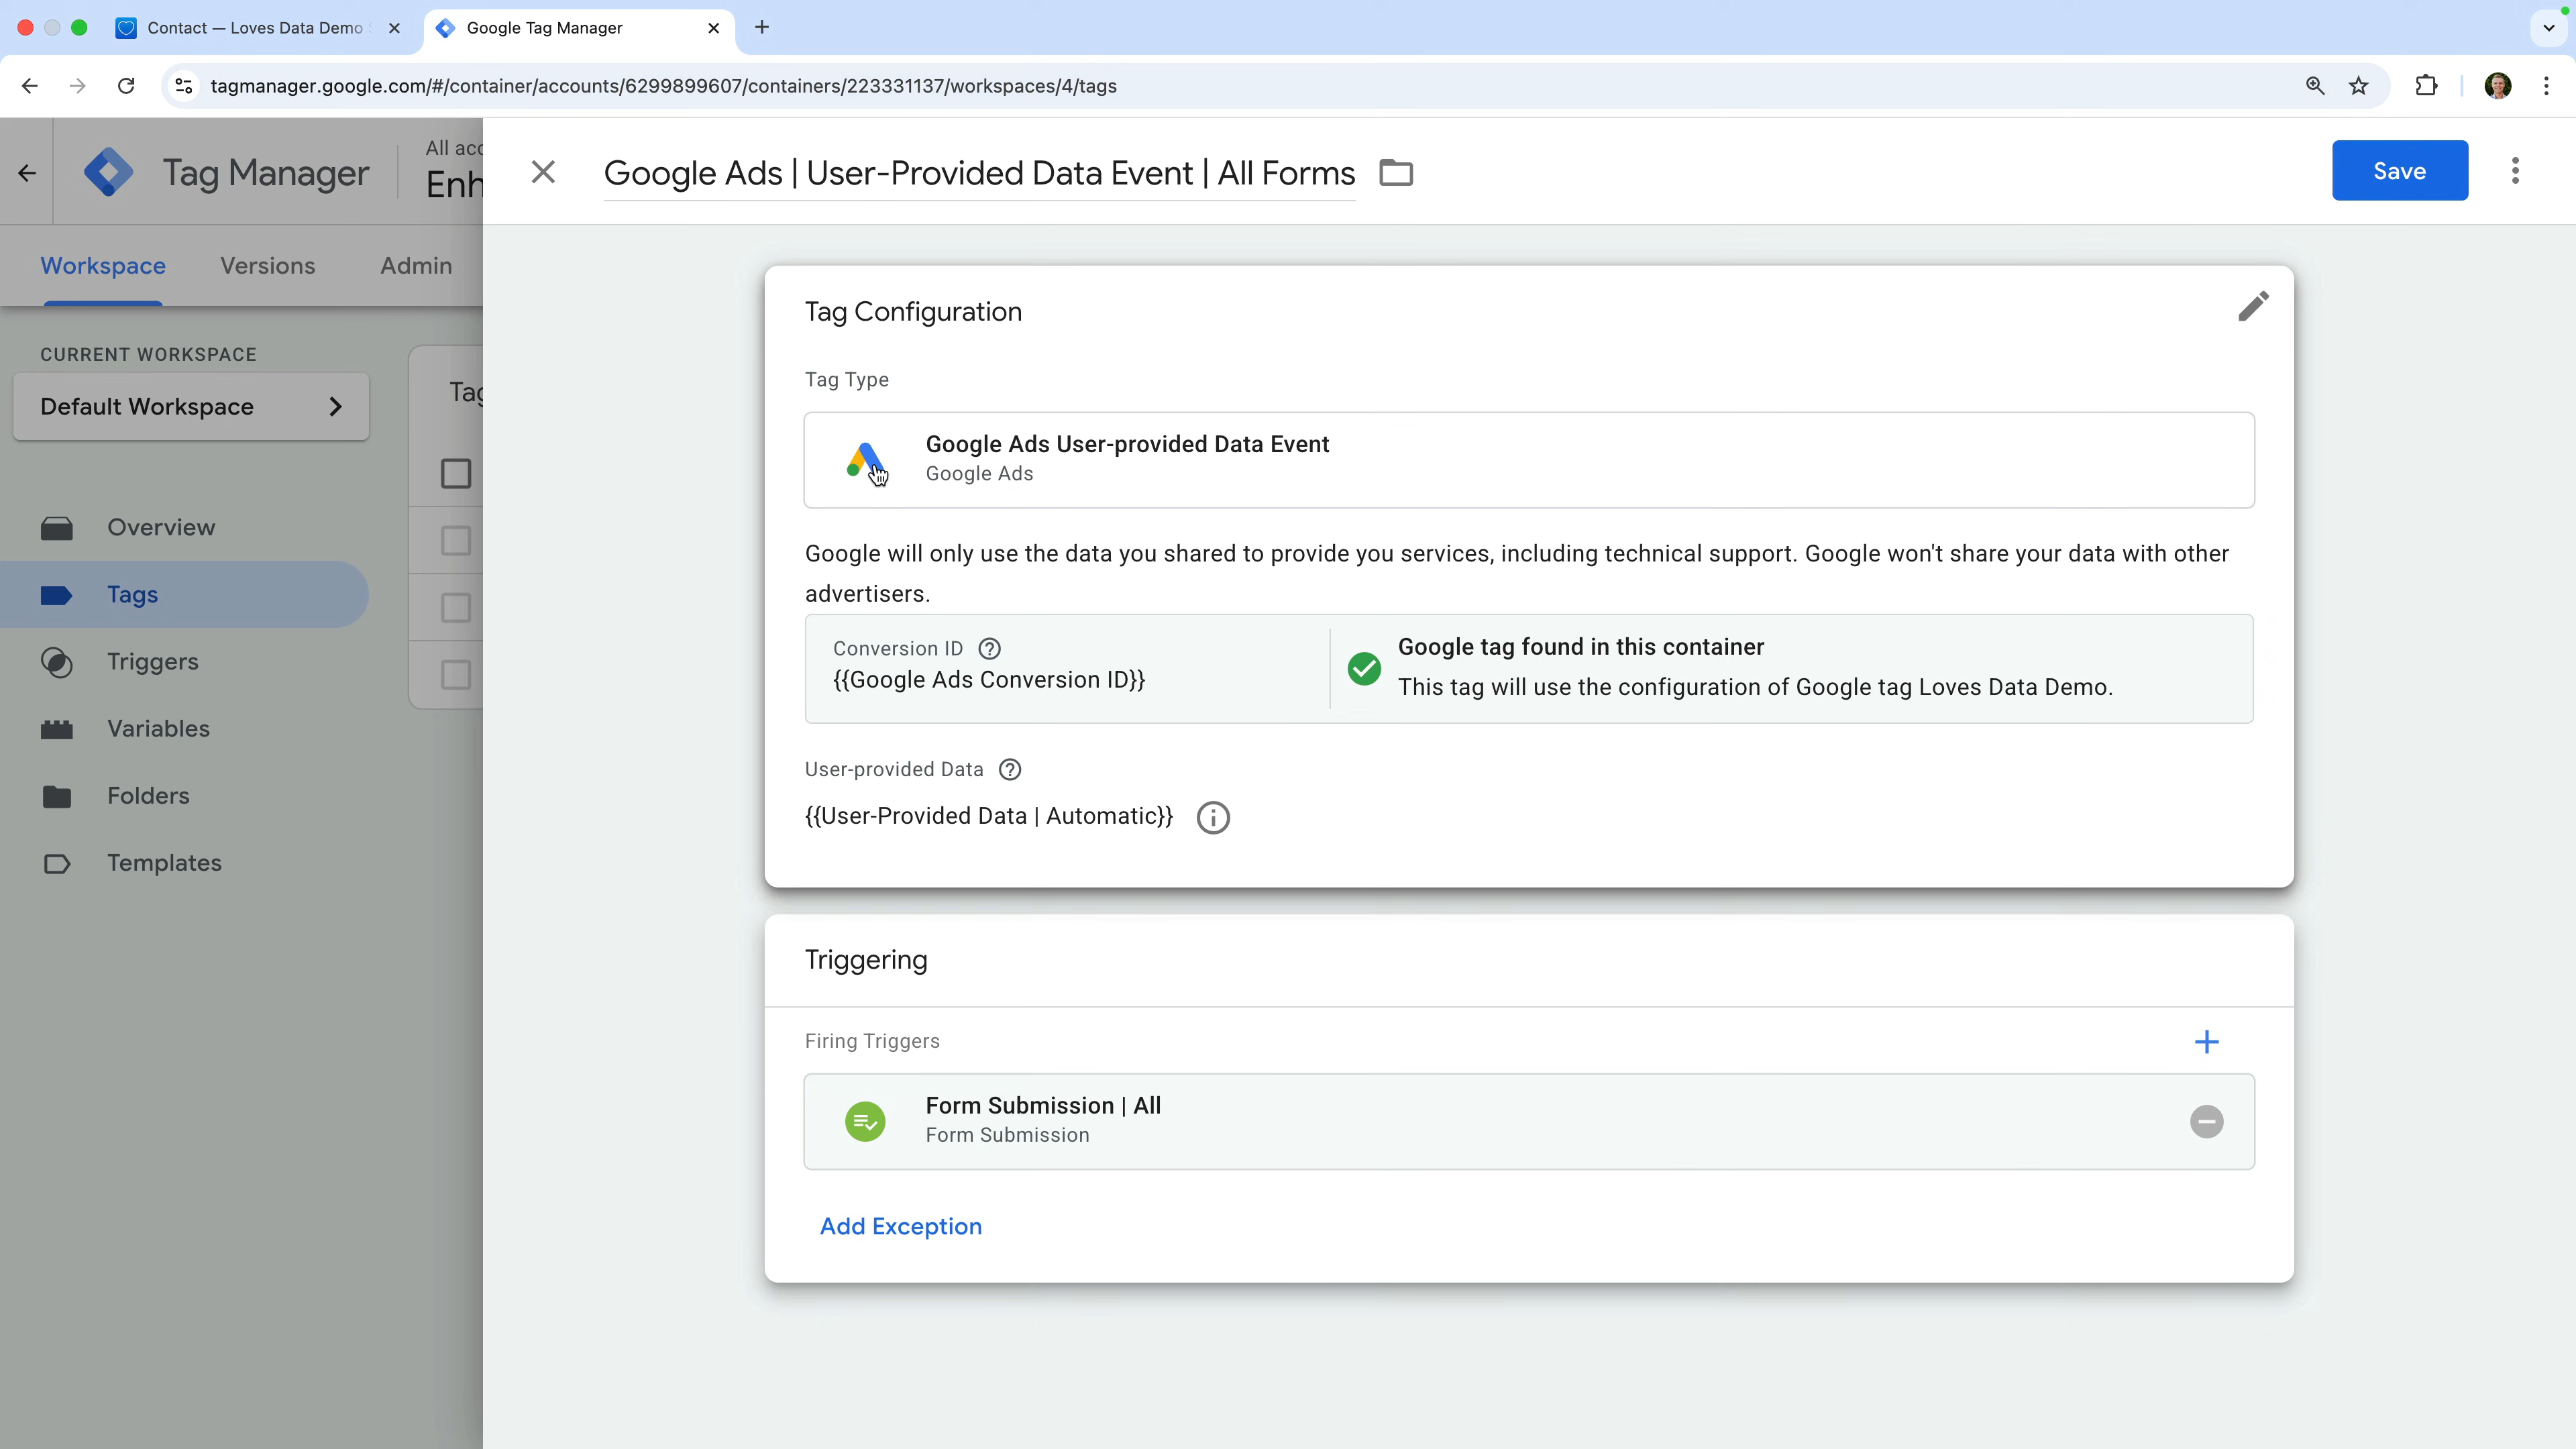 Contact — Loves Data Demo
Google Tag Manager
tagmanager.google.com/#/container/accounts/6299899607/containers/223331137/workspaces/4/tags
Tag Manager
All acc
Enh
Google Ads | User-Provided Data Event | All Forms
Save
Workspace
Versions
Admin
CURRENT WORKSPACE
Default Workspace
Tag
Overview
Tags
Triggers
Variables
Folders
Templates
Tag Configuration
Tag Type
Google Ads User-provided Data Event
Google Ads
Google will only use the data you shared to provide you services, including technical support. Google won't share your data with other
advertisers.
Conversion ID
{{Google Ads Conversion ID}}
Google tag found in this container
This tag will use the configuration of Google tag Loves Data Demo.
User-provided Data
{{User-Provided Data | Automatic}}
Triggering
Firing Triggers
Form Submission | All
Form Submission
Add Exception